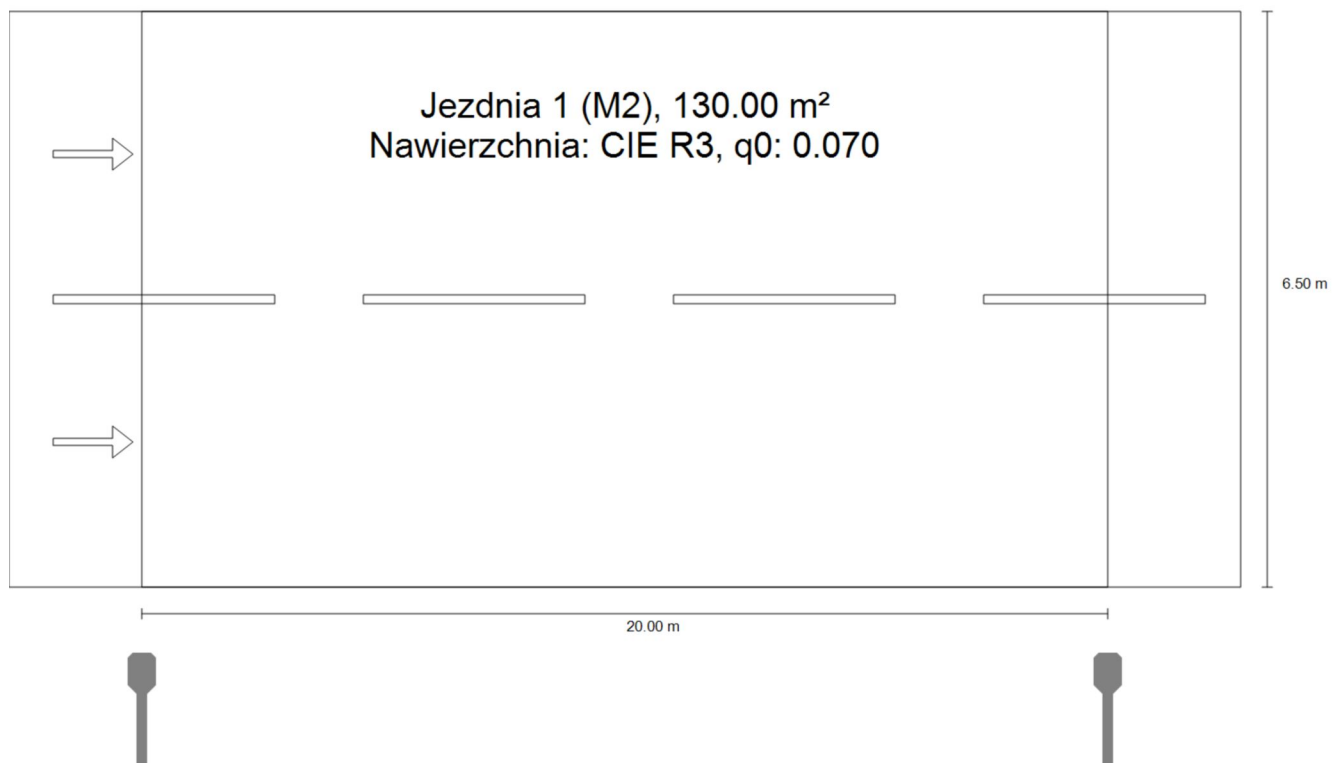 Jezdnia 1 (M2), 130.00 m²
Nawierzchnia: CIE R3, q0: 0.070
6.50 m
20.00 m